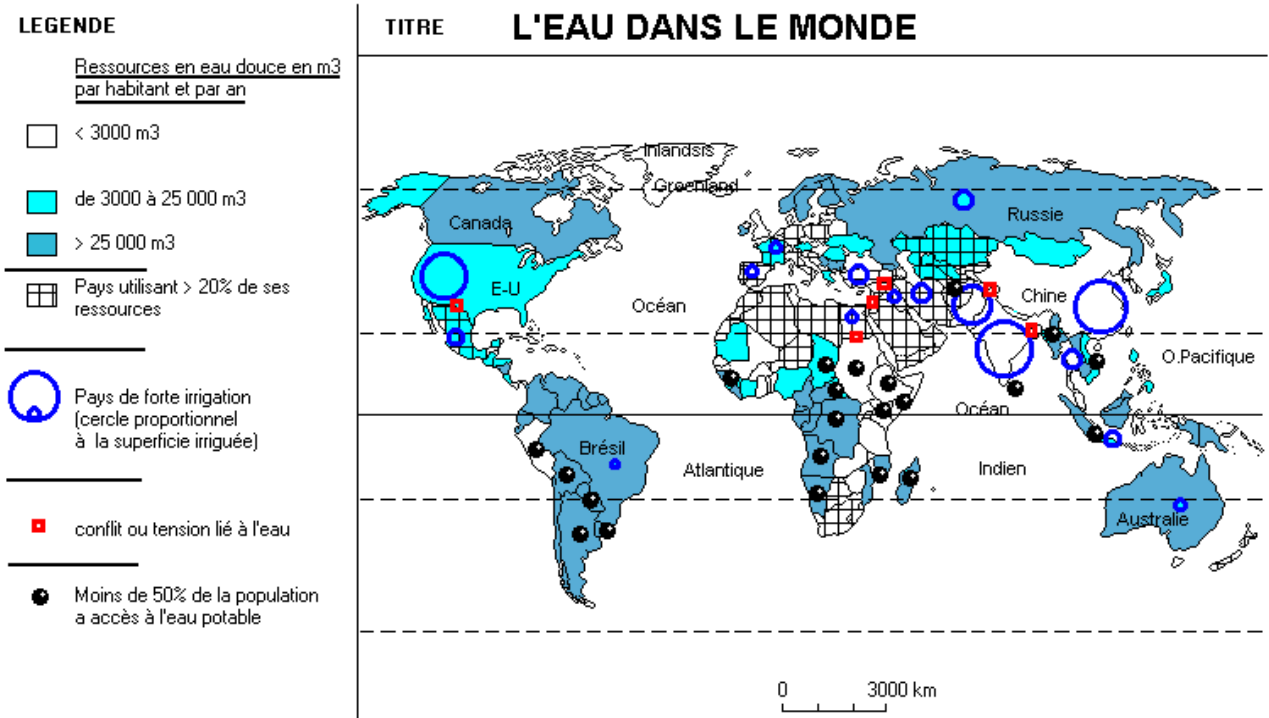 LEGENDE
Ressources en eau douce en m3
par habitant et par an
< 3000 m3
de 3000 à 25 000 m3
> 25 000 m3
Pays utisant > 20% de ses
ressources
Pays de forte irrigation
(cercle proportionnel
à la superficie irriguée)
conflit ou tension lié à l'eau
Moins de 50% de la population
a accès à l'eau potable
TITRE
L'EAU DANS LE MONDE
Inlandsis
Groenland
Canada
Russie
E-U
Océan
Chine
O.Pacifique
Océan
Brésil
Atlantique
Indien
Australie
0 3000 km